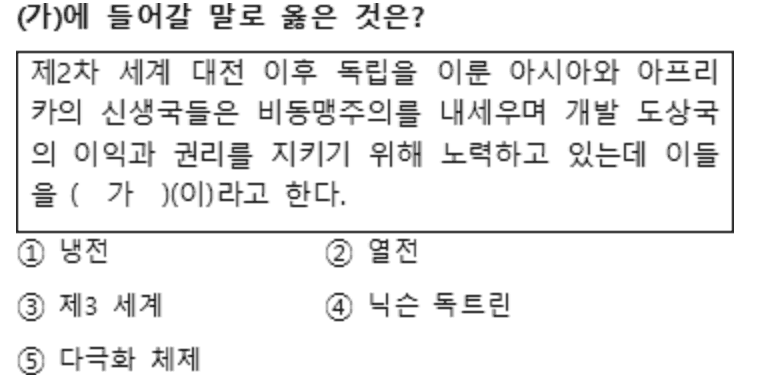 (가)에 들어갈 말로 옳은 것은?
제2차 세계 대전 이후 독립을 이룬 아시아와 아프리
카의 신생국들은 비동맹주의를 내세우며 개발 도상국
의 이익과 권리를 지키기 위해 노력하고 있는데 이들
을 ( 가 )(이)라고 한다.
① 냉전 ② 열전
③ 제3 세계 ④ 닉슨 독트린
⑤ 다극화 체제